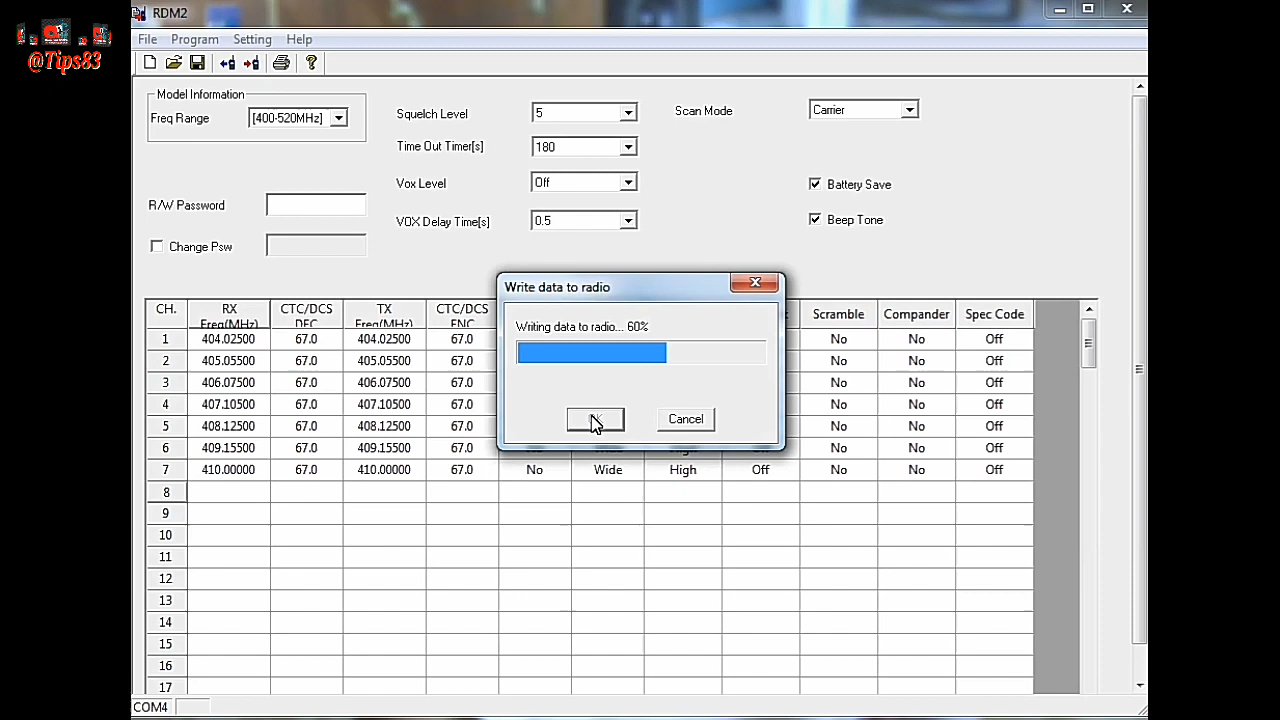 RDM2
@Tips83
File Program Setting Help
Model Information
Freq Range [400-520MHz]
Squelch Level 5
Scan Mode Carrier
Time Out Timer[s] 180
Vox Level Off
Battery Save
R/W Password
VOX Delay Time[s] 0.5
Beep Tone
Change Psw
Write data to radio
Writing data to radio... 60%
Cancel
CH. RX Freq(MHz) CTC/DCS DEC TX Freq(MHz) CTC/DCS ENC Scramble Compander Spec Code
1 404.02500 67.0 404.02500 67.0 No No Off
2 405.05500 67.0 405.05500 67.0 No No Off
3 406.07500 67.0 406.07500 67.0 No No Off
4 407.10500 67.0 407.10500 67.0 No No Off
5 408.12500 67.0 408.12500 67.0 No No Off
6 409.15500 67.0 409.15500 67.0 No No Off
7 410.00000 67.0 410.00000 67.0 No Wide High Off No No Off
8
9
10
11
12
13
14
15
16
17
COM4